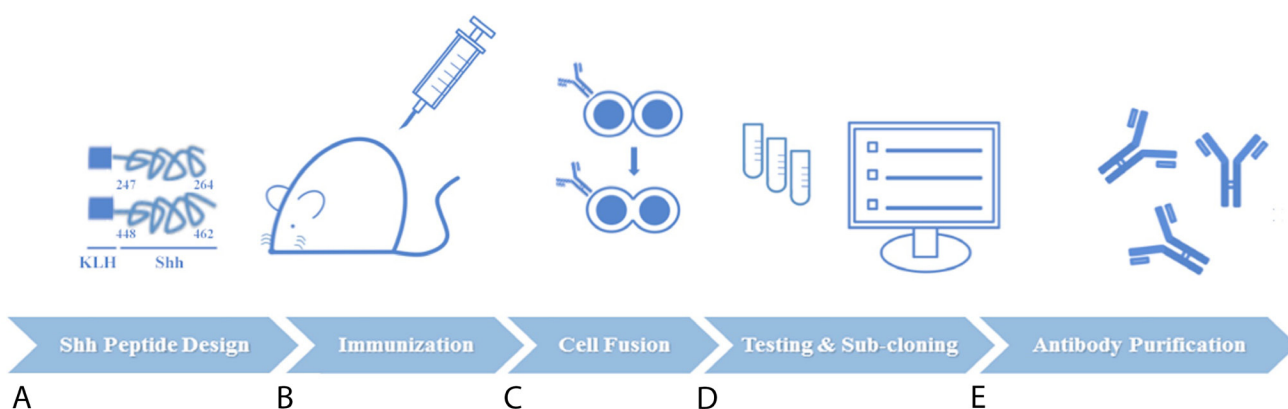 247 264
448 462
KLH Shh
Shh Peptide Design Immunization Cell Fusion Testing & Sub-cloning Antibody Purification
A B C D E